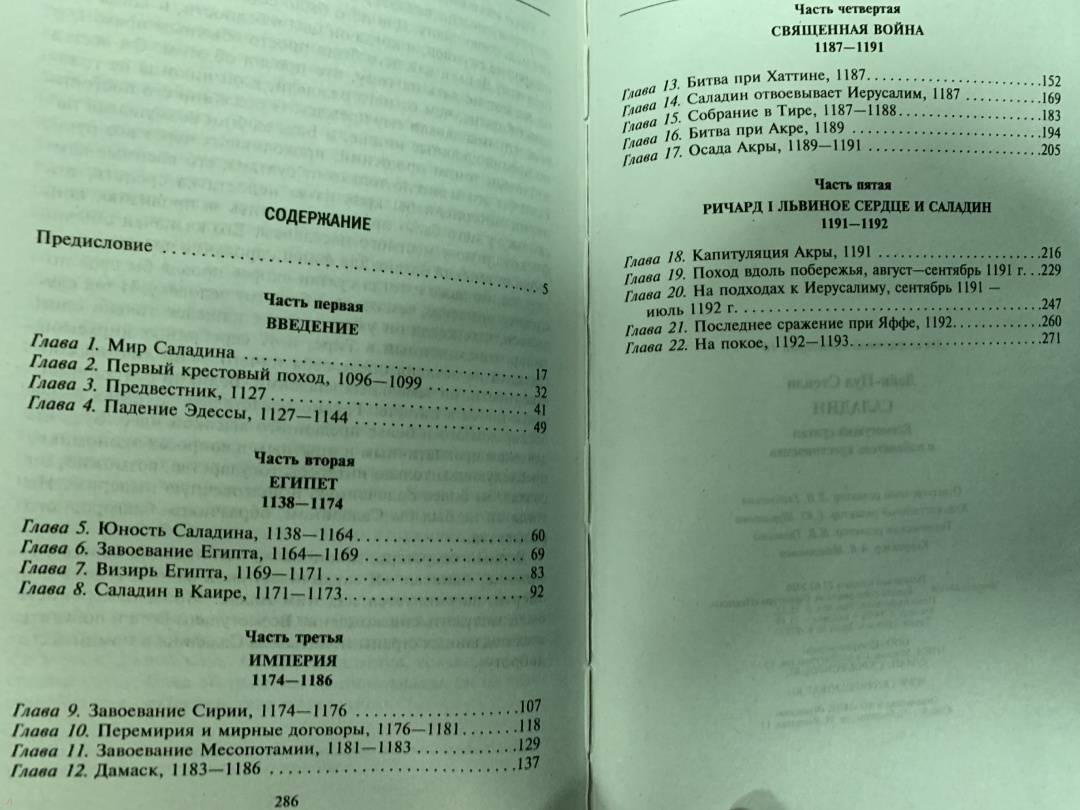 СОДЕРЖАНИЕ
Предисловие . . . . . . . . . . . . . . . . . . . . . . . . . . . . . . . . . 5
Часть первая
ВВЕДЕНИЕ
Глава 1. Мир Саладина . . . . . . . . . . . . . . . . . . . . . . . . . 17
Глава 2. Первый крестовый поход, 1096—1099 . . . . . . . . . . 32
Глава 3. Предвестник, 1127 . . . . . . . . . . . . . . . . . . . . . . 41
Глава 4. Падение Эдессы, 1127—1144 . . . . . . . . . . . . . . . . 49
Часть вторая
ЕГИПЕТ
1138—1174
Глава 5. Юность Саладина, 1138—1164 . . . . . . . . . . . . . . . 60
Глава 6. Завоевание Египта, 1164—1169 . . . . . . . . . . . . . . 69
Глава 7. Визирь Египта, 1169—1171 . . . . . . . . . . . . . . . . . 83
Глава 8. Саладин в Каире, 1171—1173 . . . . . . . . . . . . . . . . 92
Часть третья
ИМПЕРИЯ
1174—1186
Глава 9. Завоевание Сирии, 1174—1176 . . . . . . . . . . . . . . 107
Глава 10. Перемирия и мирные договоры, 1176—1181 . . . . . . 118
Глава 11. Завоевание Месопотамии, 1181—1183 . . . . . . . . . 129
Глава 12. Дамаск, 1183—1186 . . . . . . . . . . . . . . . . . . . . . 137
286
Часть четвертая
СВЯЩЕННАЯ ВОЙНА
1187—1191
Глава 13. Битва при Хаттине, 1187 . . . . . . . . . . . . . . . . . . 152
Глава 14. Саладин отвоевывает Иерусалим, 1187 . . . . . . . . . 169
Глава 15. Собрание в Тире, 1187—1188 . . . . . . . . . . . . . . . 183
Глава 16. Битва при Акре, 1189 . . . . . . . . . . . . . . . . . . . . 194
Глава 17. Осада Акры, 1189—1191 . . . . . . . . . . . . . . . . . . 205
Часть пятая
РИЧАРД I ЛЬВИНОЕ СЕРДЦЕ И САЛАДИН
1191—1192
Глава 18. Капитуляция Акры, 1191 . . . . . . . . . . . . . . . . . . 216
Глава 19. Поход вдоль побережья, август—сентябрь 1191 г. . . 229
Глава 20. На подходах к Иерусалиму, сентябрь 1191 —
июль 1192 г. . . . . . . . . . . . . . . . . . . . . . . . . . . . . . . . 247
Глава 21. Последнее сражение при Яффе, 1192 . . . . . . . . . . 260
Глава 22. На покое, 1192—1193 . . . . . . . . . . . . . . . . . . . . 271